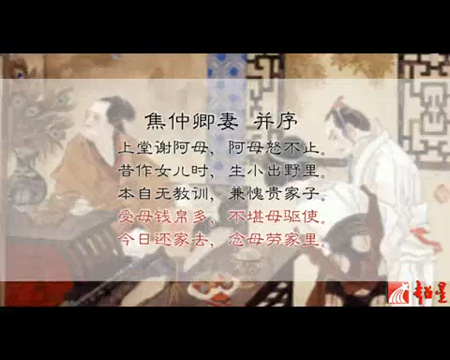 焦仲卿妻 并序
上堂谢阿母，阿母怒不止。
昔作女儿时，生小出野里。
本自无教训，兼愧贵家子。
受母钱帛多，不堪母驱使。
今日还家去，念母劳家里。
超星